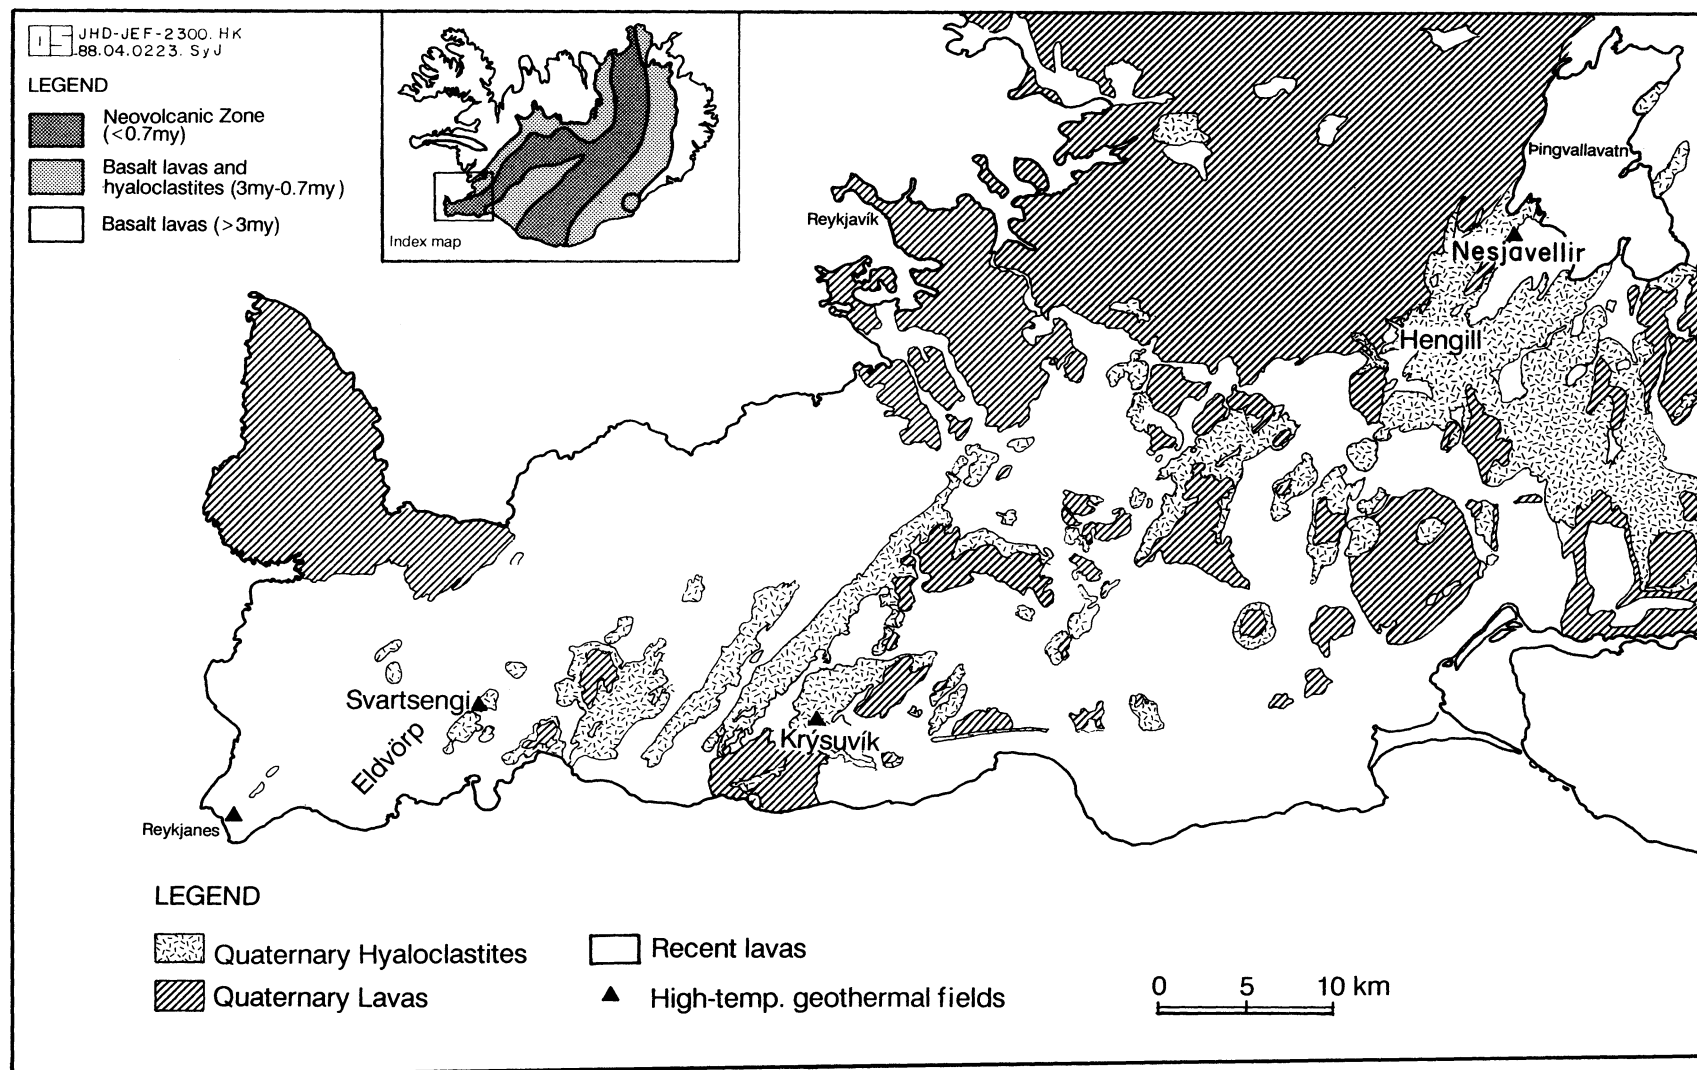 JHD-JEF-2300. HK
88.04.0223. SyJ
LEGEND
Neovolcanic Zone
(<0.7my)
Basalt lavas and
hyaloclastites (3my-0.7my)
Basalt lavas (>3my)
Index map
Þingvallavatn
Reykjavík
Nesjavellir
Hengill
Svartsengi
Eldvörp
Krýsuvík
Reykjanes
LEGEND
Quaternary Hyaloclastites
Quaternary Lavas
Recent lavas
High-temp. geothermal fields
0 5 10 km